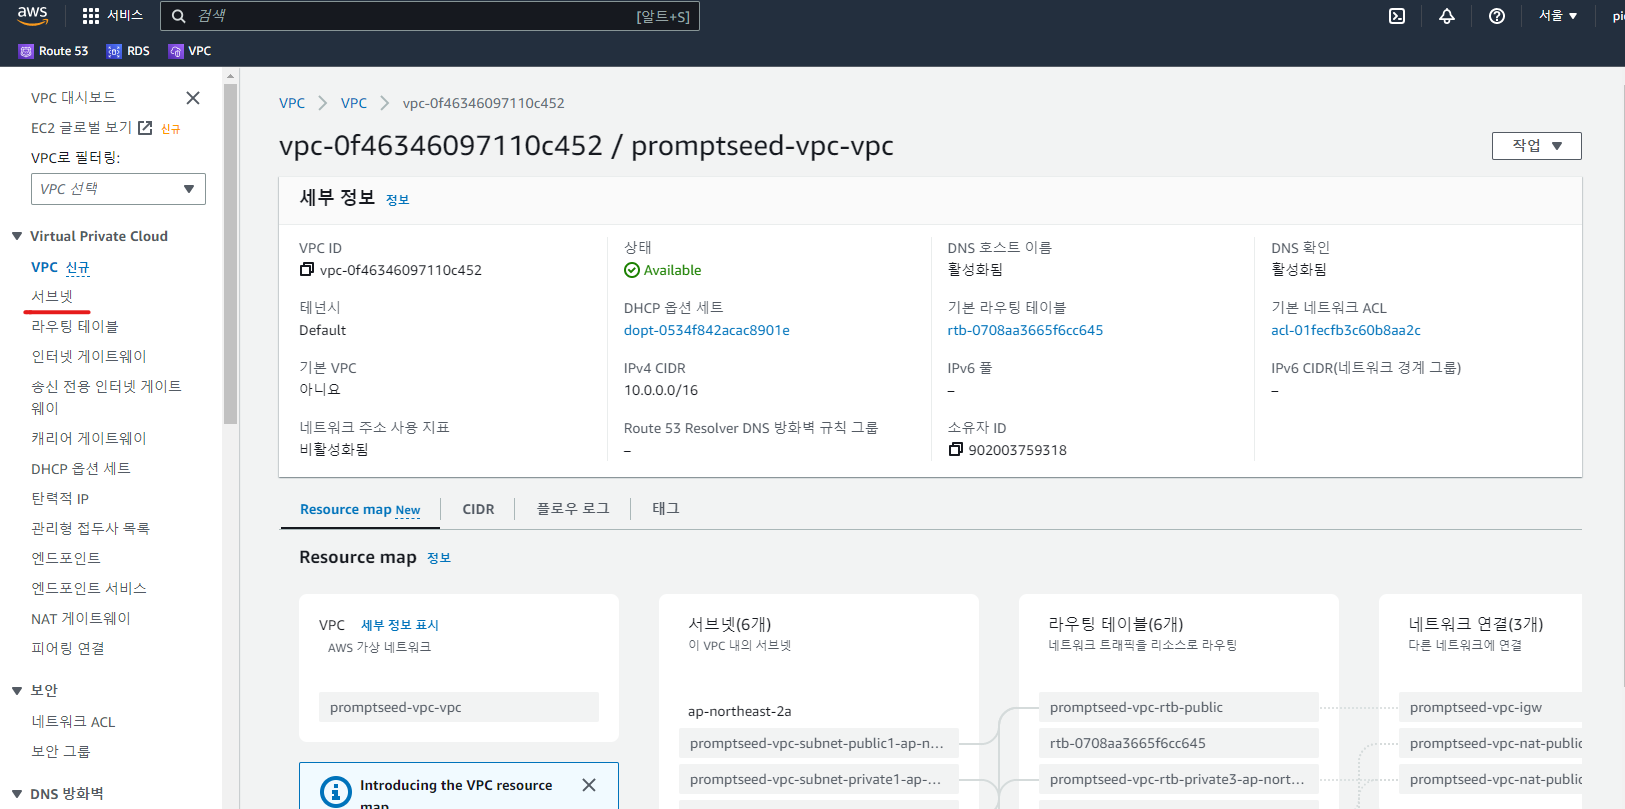 aws
서비스
검색
[알트+S]
서울
Route 53
RDS
VPC
VPC 대시보드
EC2 글로벌 보기
신규
VPC로 필터링:
VPC 선택
Virtual Private Cloud
VPC 신규
서브넷
라우팅 테이블
인터넷 게이트웨이
송신 전용 인터넷 게이트
웨이
캐리어 게이트웨이
DHCP 옵션 세트
탄력적 IP
관리형 접두사 목록
엔드포인트
엔드포인트 서비스
NAT 게이트웨이
피어링 연결
보안
네트워크 ACL
보안 그룹
DNS 방화벽
VPC
VPC
vpc-0f46346097110c452
vpc-0f46346097110c452 / promptseed-vpc-vpc
작업
세부 정보 정보
VPC ID
vpc-0f46346097110c452
상태
Available
DNS 호스트 이름
활성화됨
DNS 확인
활성화됨
테넌시
Default
DHCP 옵션 세트
dopt-0534f842acac8901e
기본 라우팅 테이블
rtb-0708aa3665f6cc645
기본 네트워크 ACL
acl-01fecfb3c60b8aa2c
기본 VPC
아니요
IPv4 CIDR
10.0.0.0/16
IPv6 풀
–
IPv6 CIDR(네트워크 경계 그룹)
–
네트워크 주소 사용 지표
비활성화됨
Route 53 Resolver DNS 방화벽 규칙 그룹
–
소유자 ID
902003759318
Resource map New
CIDR
플로우 로그
태그
Resource map 정보
VPC 세부 정보 표시
AWS 가상 네트워크
promptseed-vpc-vpc
Introducing the VPC resource
map
서브넷(6개)
이 VPC 내의 서브넷
ap-northeast-2a
promptseed-vpc-subnet-public1-ap-n...
promptseed-vpc-subnet-private1-ap-...
라우팅 테이블(6개)
네트워크 트래픽을 리소스로 라우팅
promptseed-vpc-rtb-public
rtb-0708aa3665f6cc645
promptseed-vpc-rtb-private3-ap-nort...
네트워크 연결(3개)
다른 네트워크에 연결
promptseed-vpc-igw
promptseed-vpc-nat-public
promptseed-vpc-nat-public